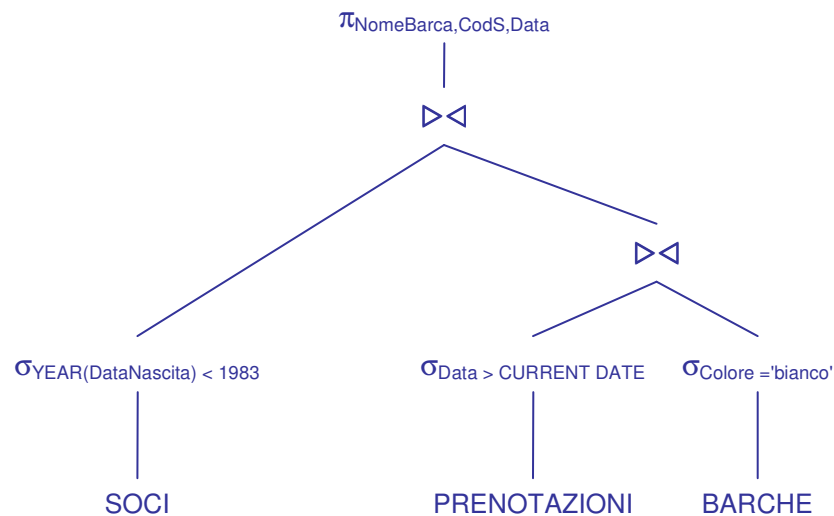 πNomeBarca,CodS,Data
▷◁
▷◁
σYEAR(DataNascita) < 1983
σData > CURRENT DATE
σColore ='bianco'
SOCI
PRENOTAZIONI
BARCHE